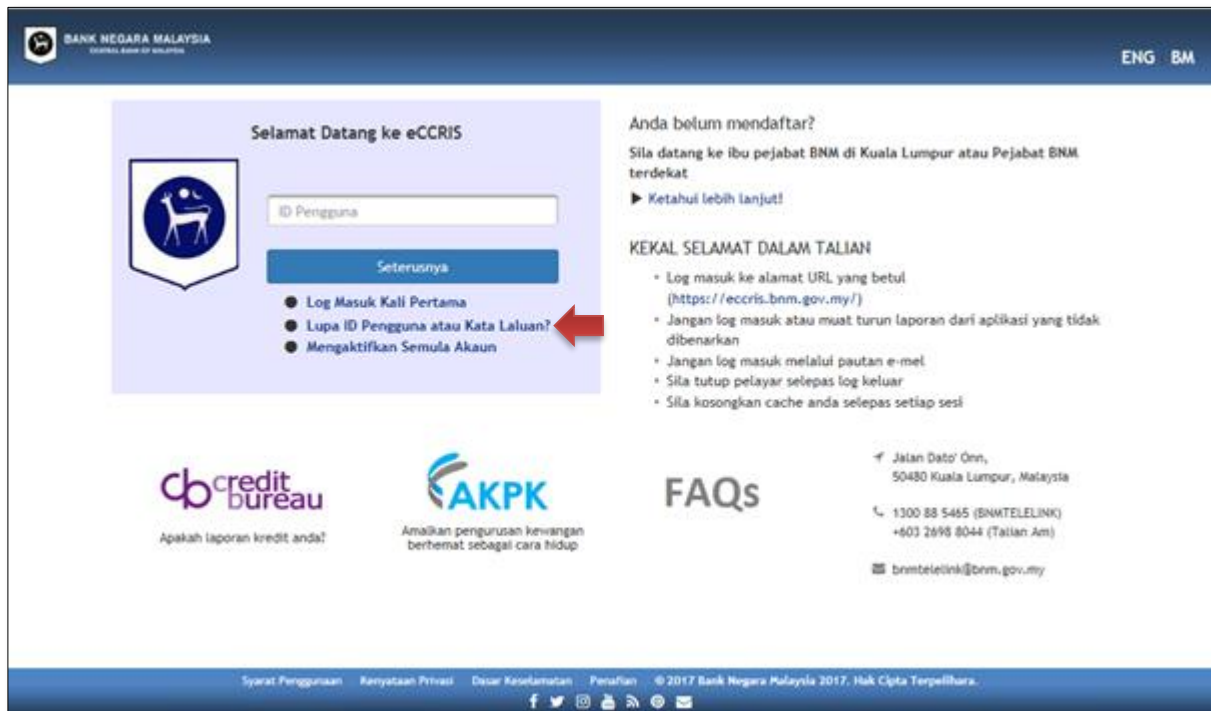 BANK NEGARA MALAYSIA
CENTRAL BANK OF MALAYSIA
ENG BM
Selamat Datang ke eCCRIS
ID Pengguna
Seterusnya
Log Masuk Kali Pertama
Lupa ID Pengguna atau Kata Laluan?
Mengaktifkan Semula Akaun
Anda belum mendaftar?
Sila datang ke ibu pejabat BNM di Kuala Lumpur atau Pejabat BNM
terdekat
Ketahui lebih lanjut!
KEKAL SELAMAT DALAM TALIAN
Log masuk ke alamat URL yang betul
(https://eccris.bnm.gov.my/)
Jangan log masuk atau muat turun laporan dari aplikasi yang tidak
dibenarkan
Jangan log masuk melalui pautan e-mel
Sila tutup pelayar selepas log keluar
Sila kosongkan cache anda selepas setiap sesi
cb credit
bureau
Apakah laporan kredit anda?
AKPK
Amalkan pengurusan kewangan
berhemat sebagai cara hidup
FAQs
Jalan Dato' Onn,
50480 Kuala Lumpur, Malaysia
1300 88 5465 (BNMTELELINK)
+603 2698 8044 (Talian Am)
bnmtelelink@bnm.gov.my
Syarat Penggunaan Kenyataan Privasi Dasar Keselamatan Penafian © 2017 Bank Negara Malaysia 2017. Hak Cipta Terpelihara.